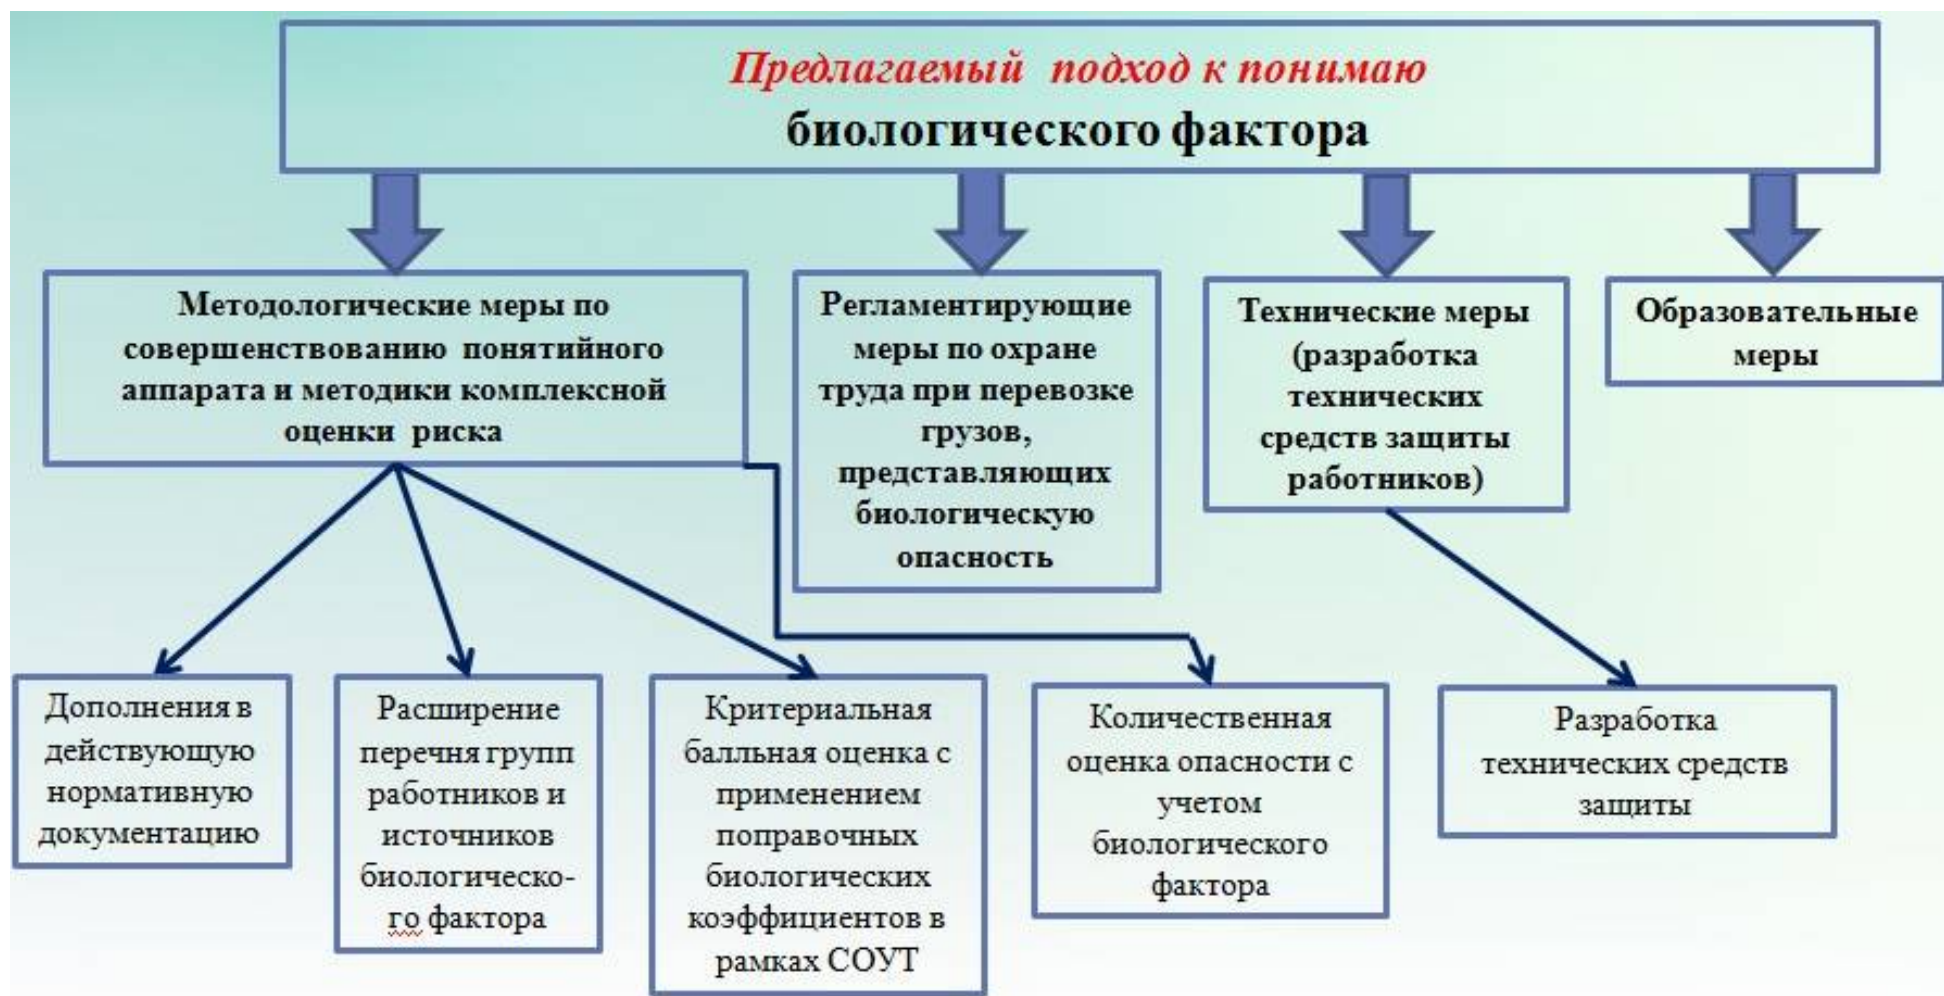 Предлагаемый подход к понимаю
биологического фактора
Методологические меры по
совершенствованию понятийного
аппарата и методики комплексной
оценки риска
Регламентирующие
меры по охране
труда при перевозке
грузов,
представляющих
биологическую
опасность
Технические меры
(разработка
технических
средств защиты
работников)
Образовательные
меры
Дополнения в
действующую
нормативную
документацию
Расширение
перечня групп
работников и
источников
биологическо-
го фактора
Критериальная
балльная оценка с
применением
поправочных
биологических
коэффициентов в
рамках СОУТ
Количественная
оценка опасности с
учетом
биологического
фактора
Разработка
технических средств
защиты